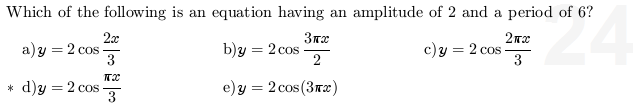 Which of the following is an equation having an amplitude of 2 and a period of 6?
a) y = 2 cos 2x/3 b) y = 2 cos 3πx/2 c) y = 2 cos 2πx/3
* d) y = 2 cos πx/3 e) y = 2 cos(3πx)
24